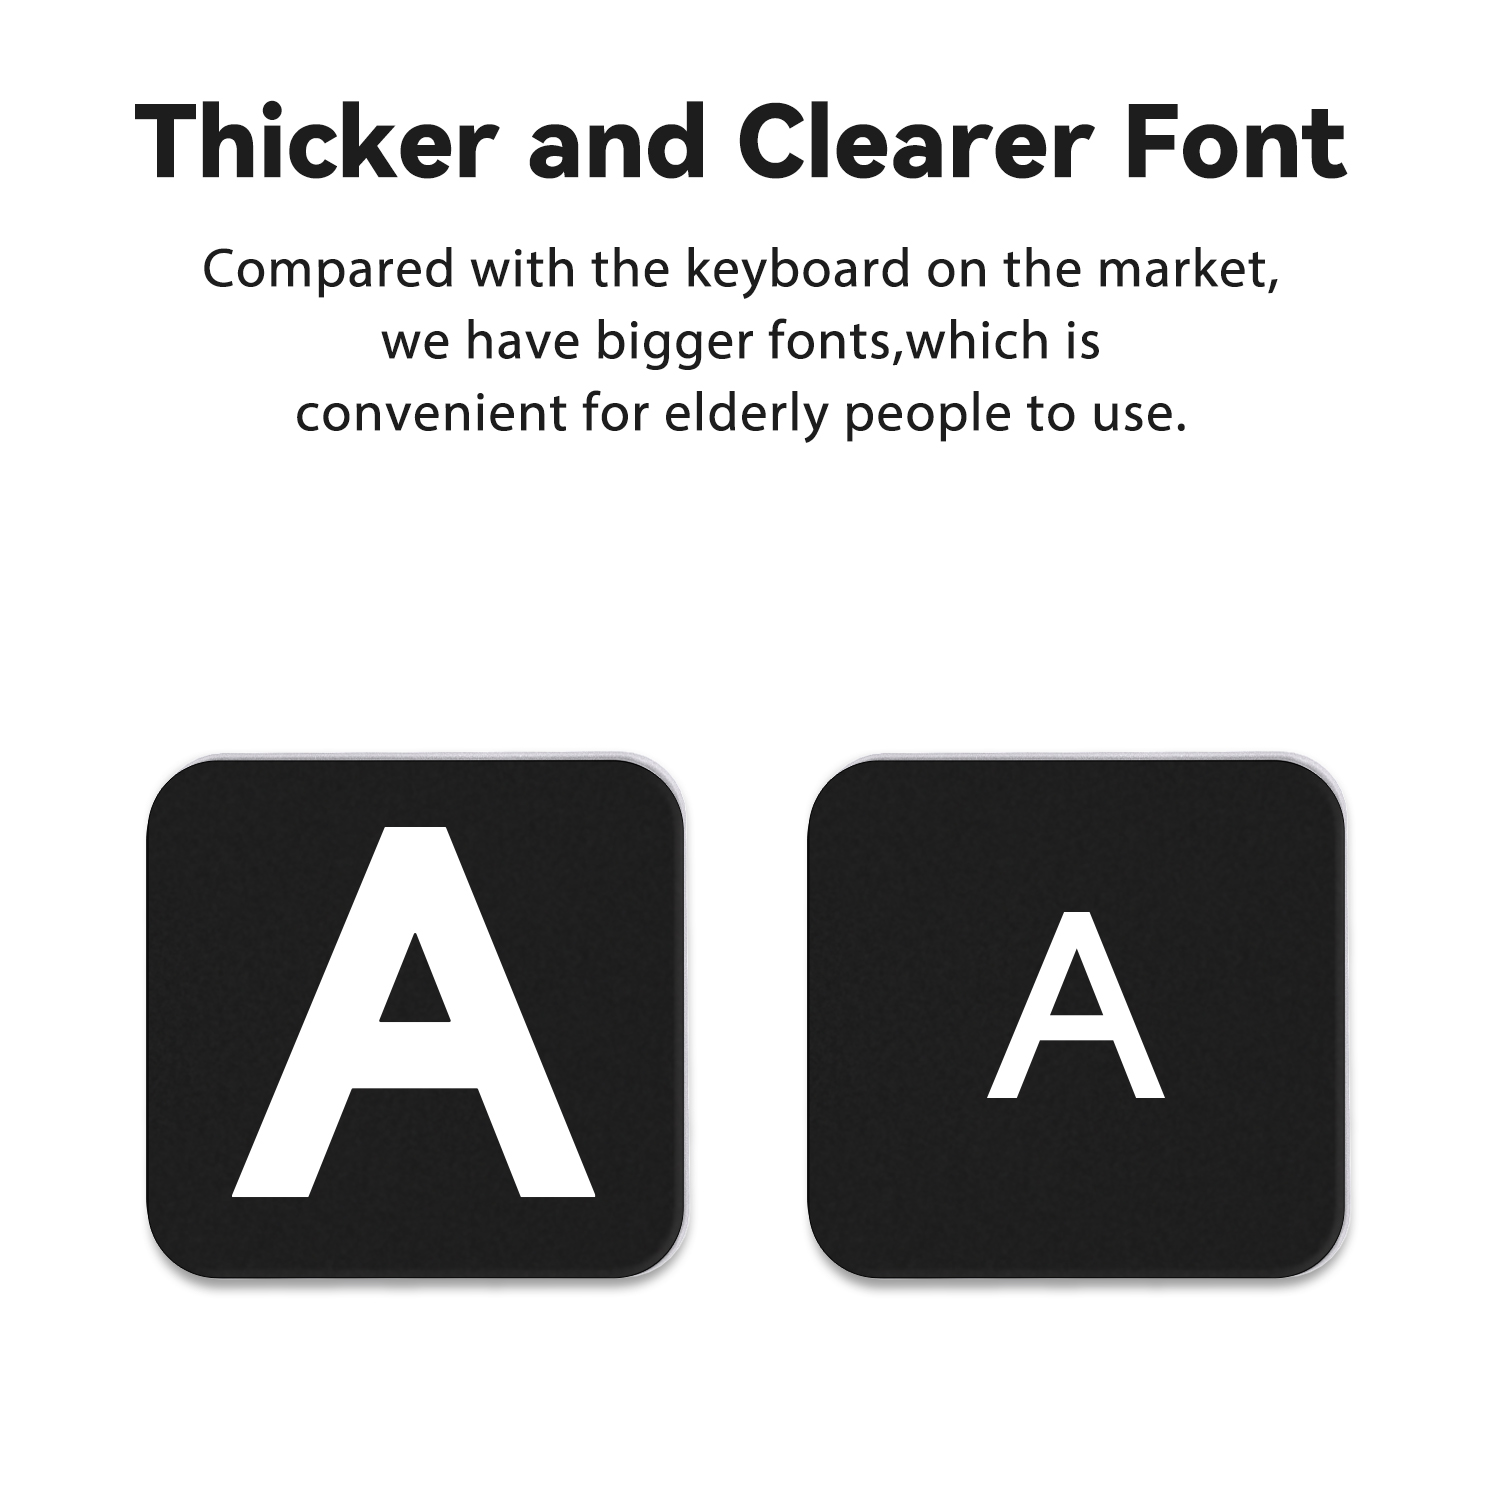 Thicker and Clearer Font
Compared with the keyboard on the market,
we have bigger fonts,which is
convenient for elderly people to use.
A A